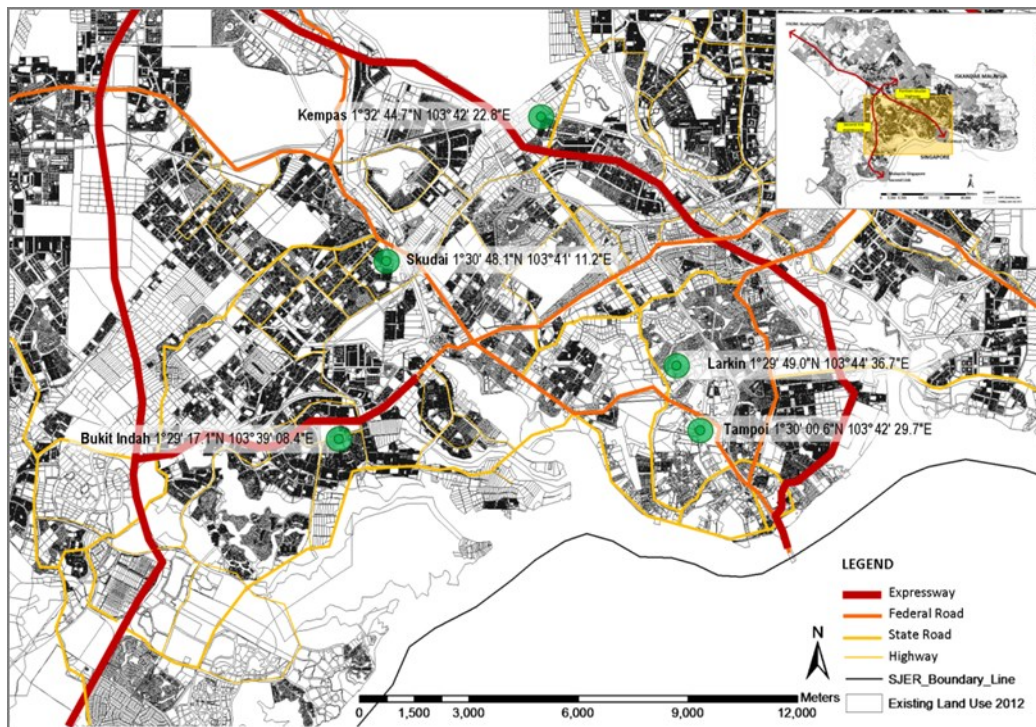 Kempas 1°32' 44.7"N 103°42' 22.8"E
Skudai 1°30' 48.1"N 103°41' 11.2"E
Larkin 1°29' 49.0"N 103°44' 36.7"E
Bukit Indah 1°29' 17.1"N 103°39' 08.4"E
Tampoi 1°30' 00.6"N 103°42' 29.7"E
ISKANDAR MALAYSIA
SINGAPORE
N
LEGEND
Expressway
Federal Road
State Road
Highway
SJER_Boundary_Line
Existing Land Use 2012
N
Meters
0 1,500 3,000 6,000 9,000 12,000